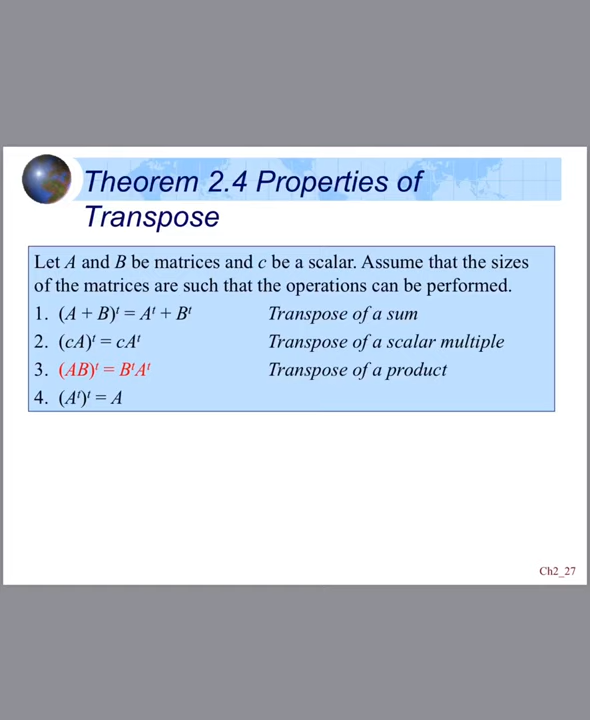 Theorem 2.4 Properties of
Transpose
Let A and B be matrices and c be a scalar. Assume that the sizes
of the matrices are such that the operations can be performed.
1. (A + B)ᵗ = Aᵗ + Bᵗ Transpose of a sum
2. (cA)ᵗ = cAᵗ Transpose of a scalar multiple
3. (AB)ᵗ = BᵗAᵗ Transpose of a product
4. (Aᵗ)ᵗ = A
Ch2_27